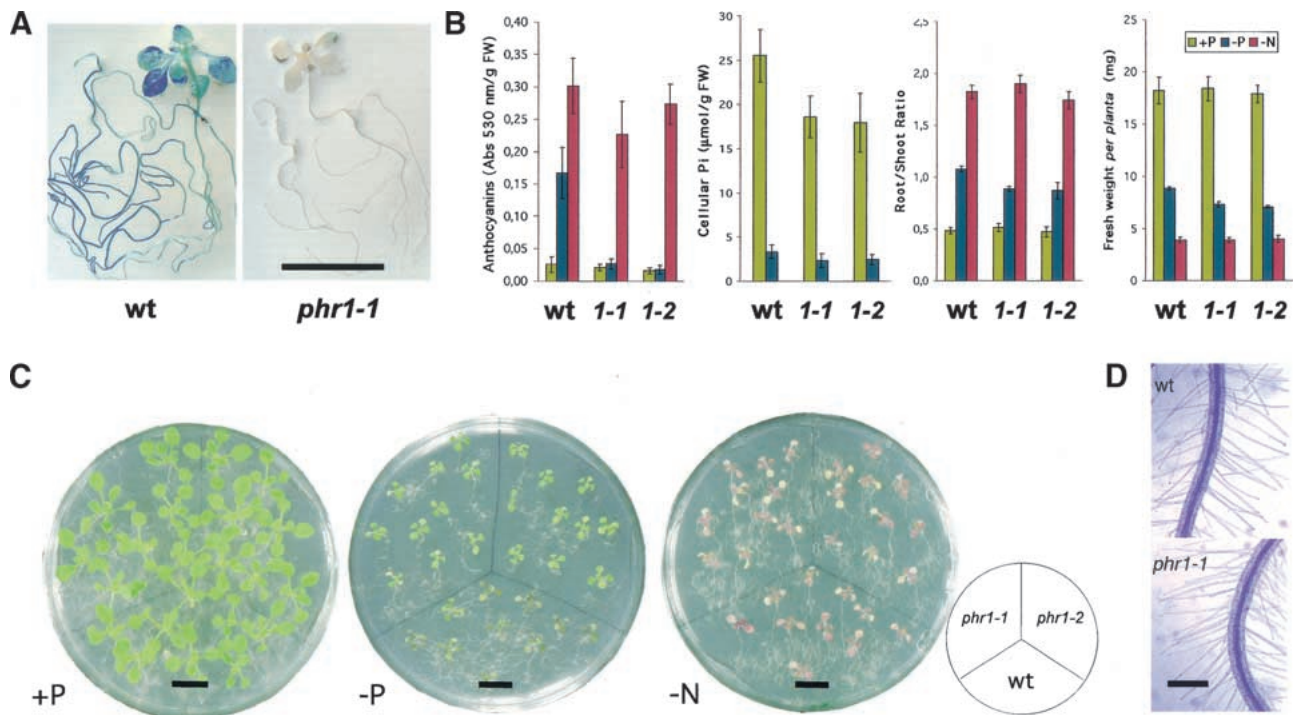 A
wt
phr1-1
B
Anthocyanins (Abs 530 nm/g FW)
0,40
0,35
0,30
0,25
0,20
0,15
0,10
0,05
0,00
wt 1-1 1-2
Cellular Pi (µmol/g FW)
30
25
20
15
10
5
0
wt 1-1 1-2
Root/Shoot Ratio
2.5
2.0
1.5
1.0
0.5
0.0
wt 1-1 1-2
+P -P -N
Fresh weight per planta (mg)
25
20
15
10
5
0
wt 1-1 1-2
C
+P
-P
-N
phr1-1
phr1-2
wt
D
wt
phr1-1